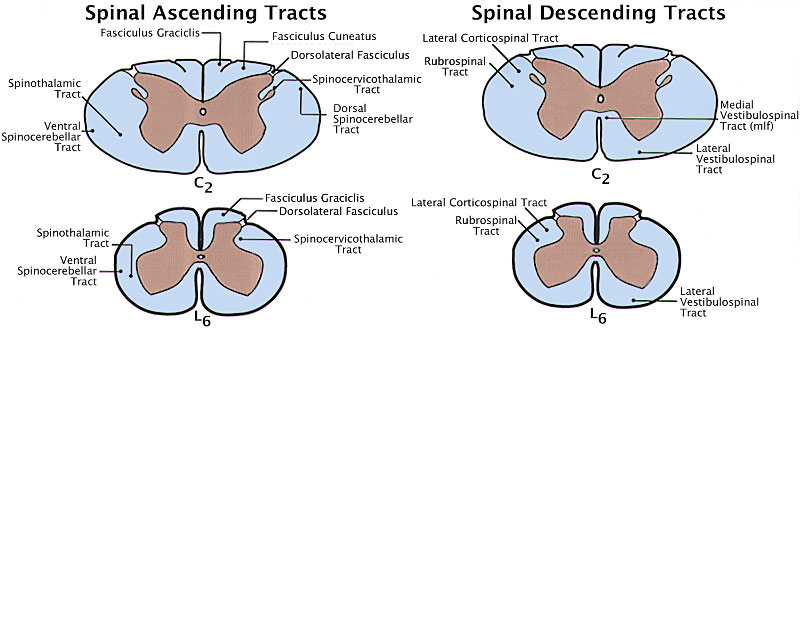 Spinal Ascending Tracts
Fasciculus Graciclis
Fasciculus Cuneatus
Dorsolateral Fasciculus
Spinocervicothalamic
Tract
Spinothalamic
Tract
Dorsal
Spinocerebellar
Tract
Ventral
Spinocerebellar
Tract
C2
Fasciculus Graciclis
Dorsolateral Fasciculus
Spinothalamic
Tract
Spinocervicothalamic
Tract
Ventral
Spinocerebellar
Tract
L6
Spinal Descending Tracts
Lateral Corticospinal Tract
Rubrospinal
Tract
Medial
Vestibulospinal
Tract (mlf)
Lateral
Vestibulospinal
Tract
C2
Lateral Corticospinal Tract
Rubrospinal
Tract
Lateral
Vestibulospinal
Tract
L6